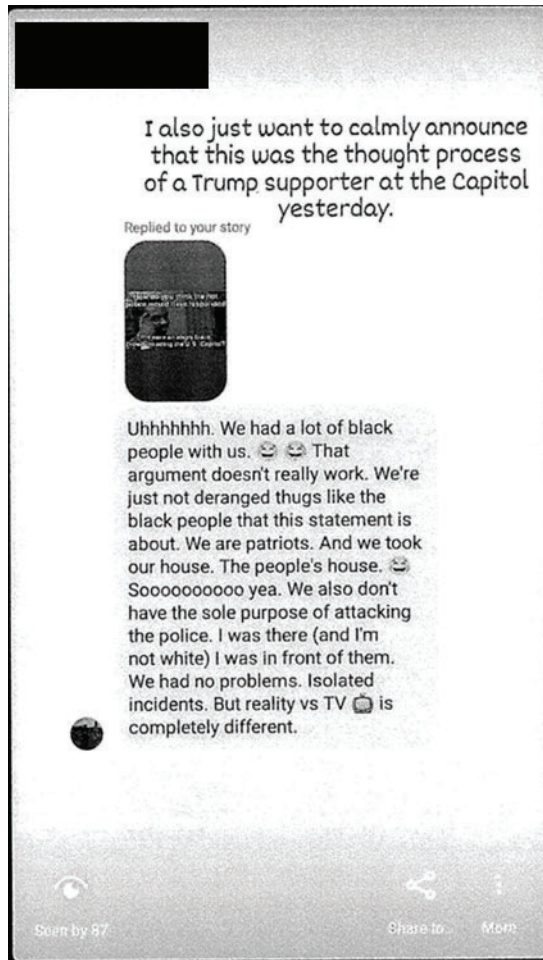 I also just want to calmly announce
that this was the thought process
of a Trump supporter at the Capitol
yesterday.
Replied to your story
Uhhhhhhh. We had a lot of black
people with us. 😆 😆 That
argument doesn't really work. We're
just not deranged thugs like the
black people that this statement is
about. We are patriots. And we took
our house. The people's house. 😆
Soooooooooo yea. We also don't
have the sole purpose of attacking
the police. I was there (and I'm
not white) I was in front of them.
We had no problems. Isolated
incidents. But reality vs TV 📺 is
completely different.
Seen by 87
Share to...
More